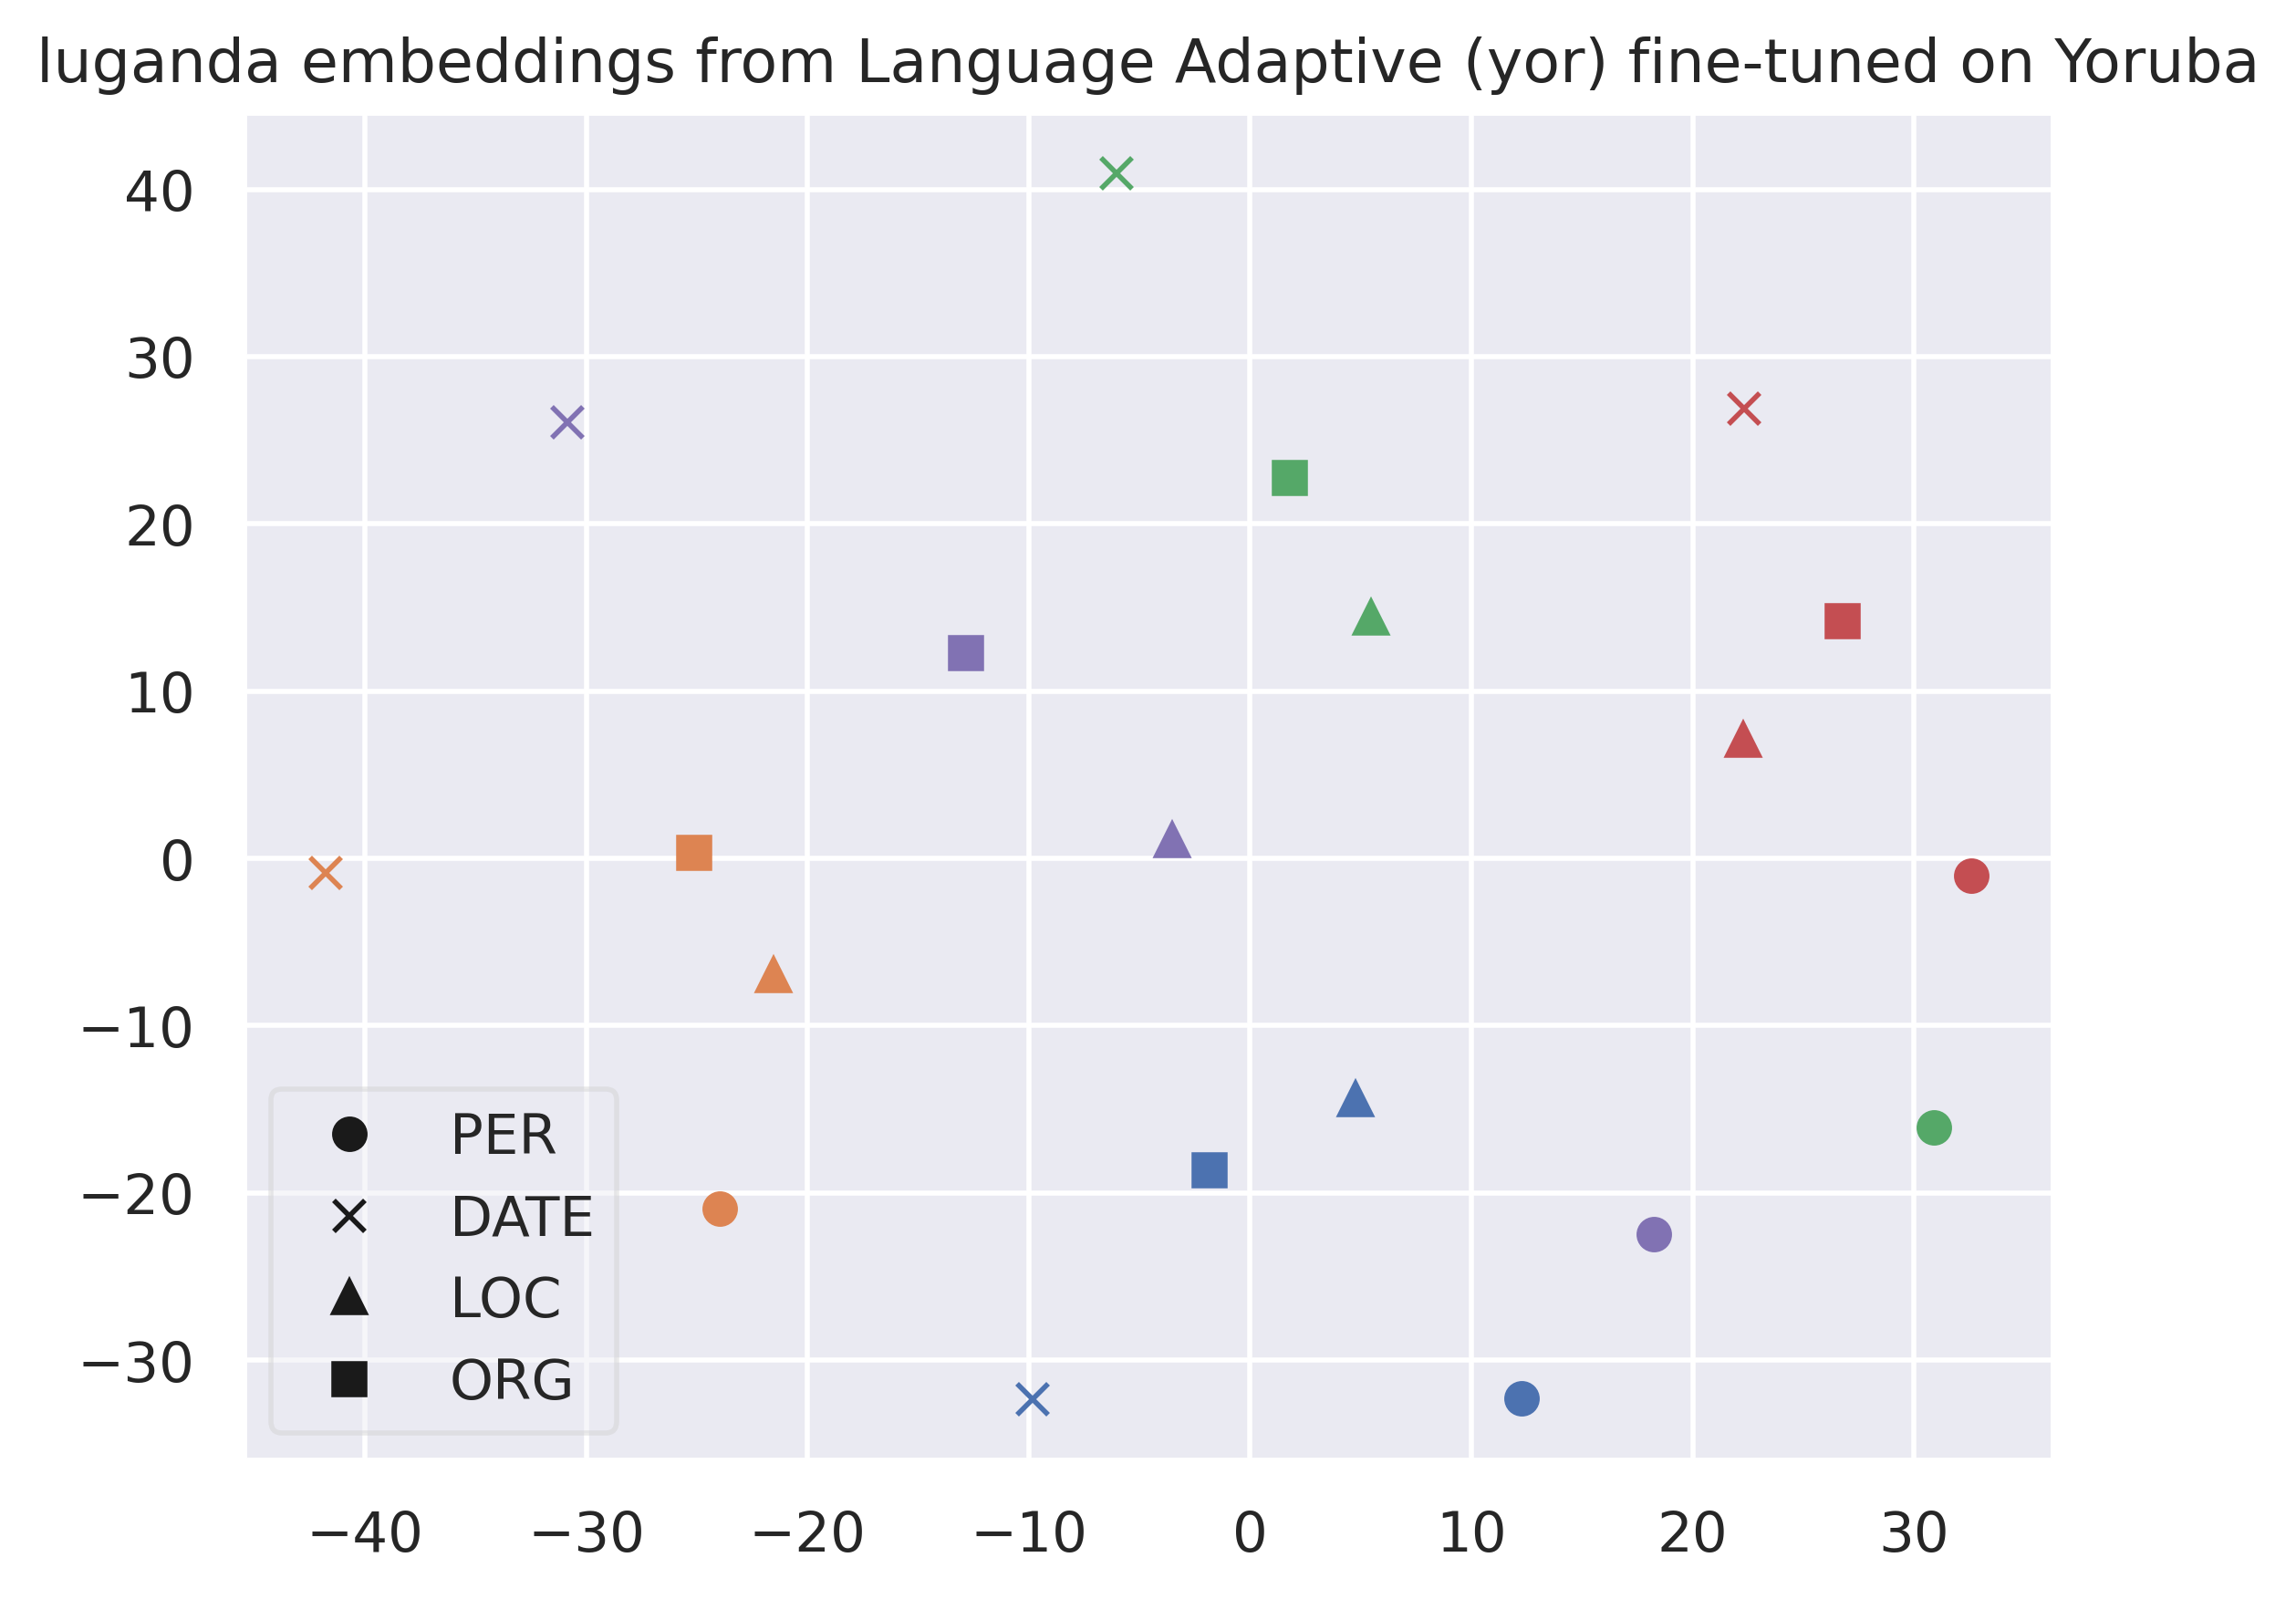 luganda embeddings from Language Adaptive (yor) fine-tuned on Yoruba
40
30
20
10
0
−10
−20
−30
PER
DATE
LOC
ORG
−40 −30 −20 −10 0 10 20 30